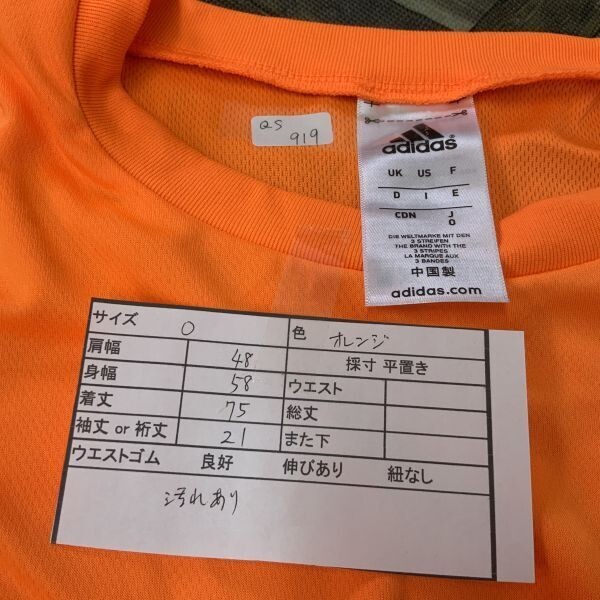 QS
919
adidas
UK US F
D I E
CDN J
O
DIE WELTMARKE MIT DEN
3 STREIFEN
THE BRAND WITH THE
3 STRIPES
LA MARQUE AUX
3 BANDES
中国製
adidas.com
サイズ O 色 オレンジ
肩幅 48 採寸 平置き
身幅 58 ウエスト
着丈 75 総丈
袖丈 or 裄丈 21 また下
ウエストゴム 良好 伸びあり 紐なし
汚れあり